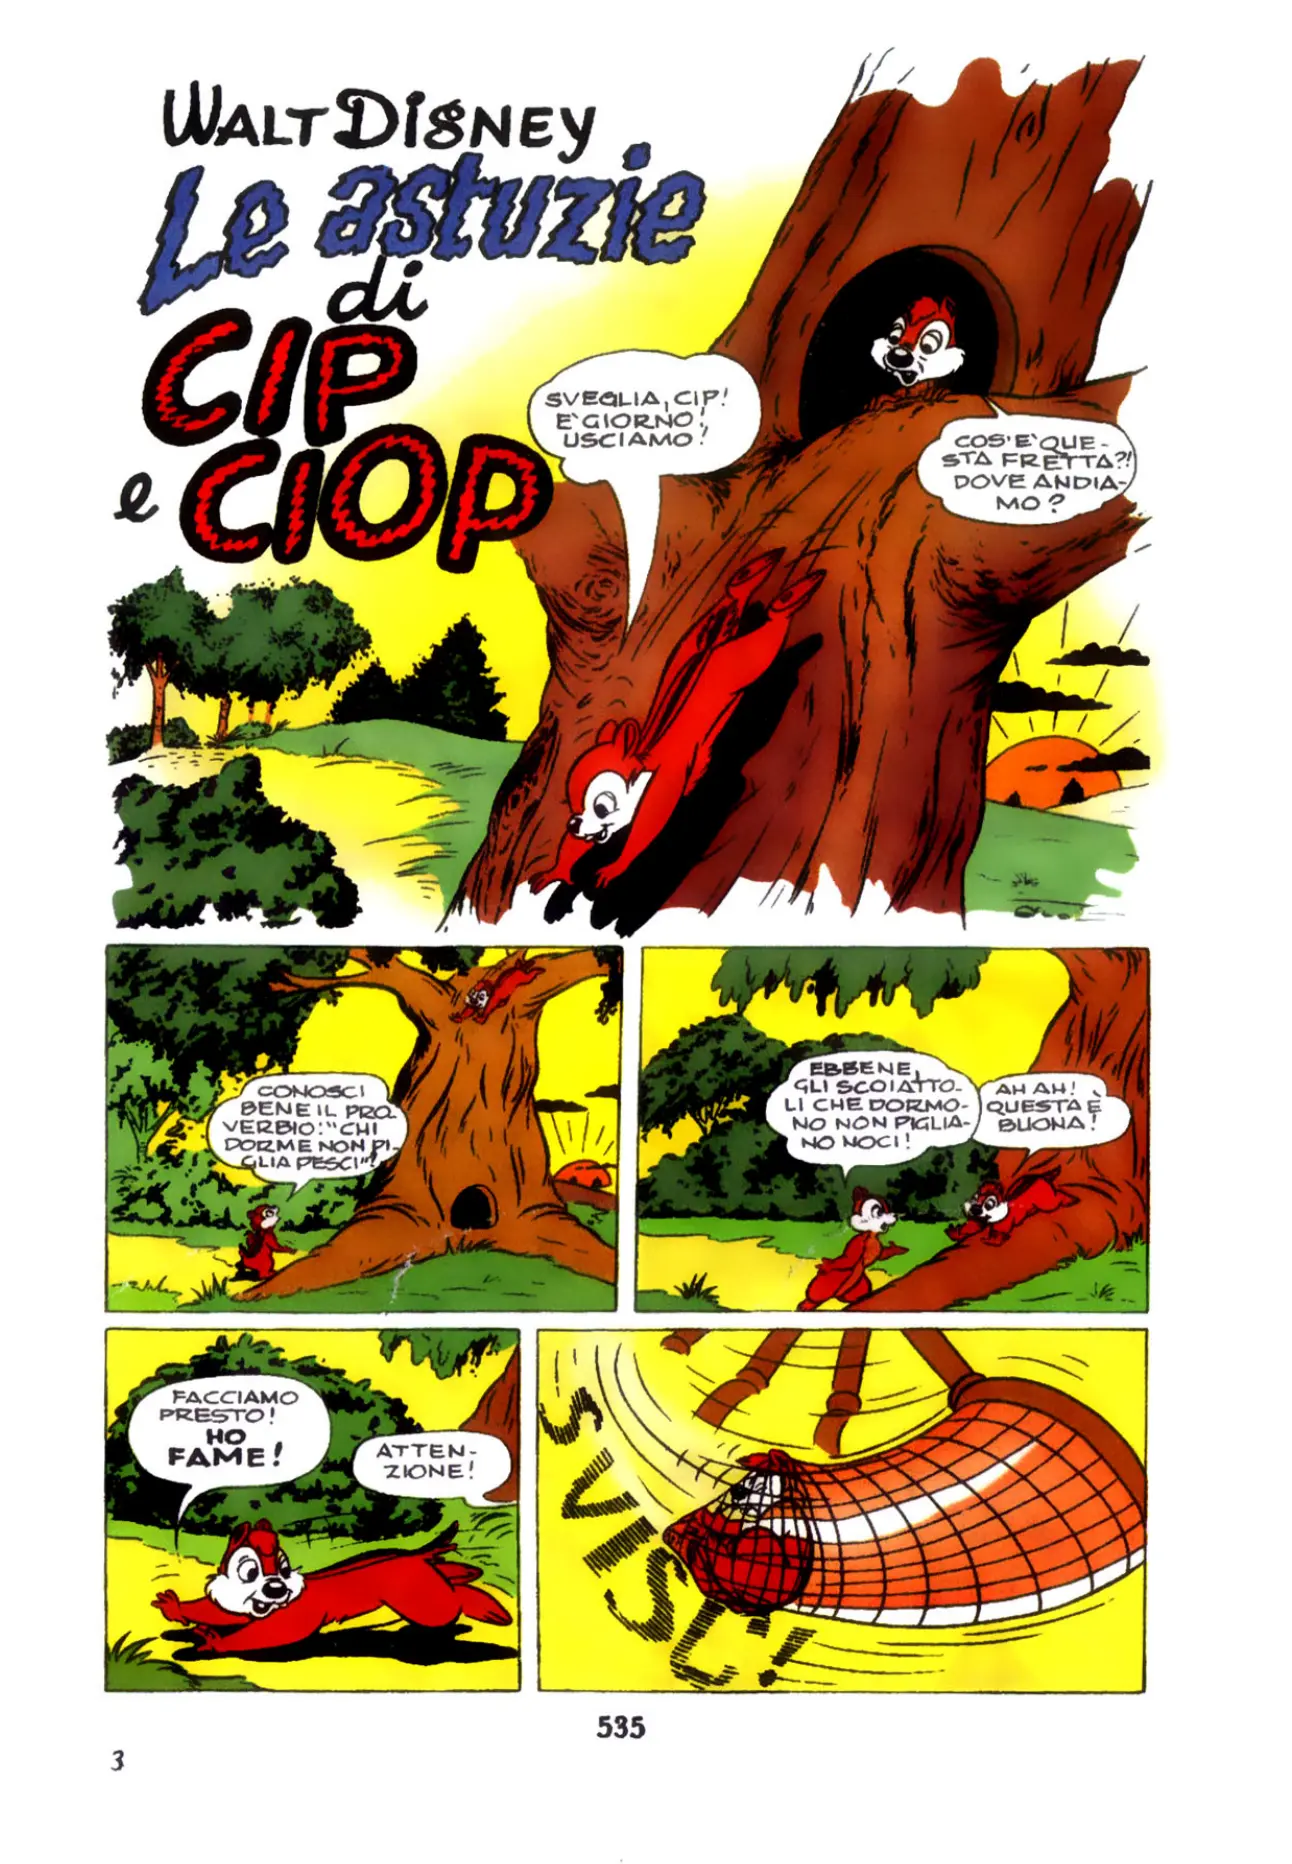 WALT DISNEY
Le astuzie
di
CIP
e CIOP
SVEGLIA, CIP!
E' GIORNO!
USCIAMO!
COS' E' QUE-
STA FRETTA?!
DOVE ANDIA-
MO?
CONOSCI
BENE IL PRO-
VERBIO: "CHI
DORME NON PI-
GLIA PESCI"!
EBBENE,
GLI SCOIATTO-
LI CHE DORMO-
NO NON PIGLIA-
NO NOCI!
AH AH!
QUESTA È
BUONA!
FACCIAMO
PRESTO!
HO
FAME!
ATTEN-
ZIONE!
SVISC!
535
3